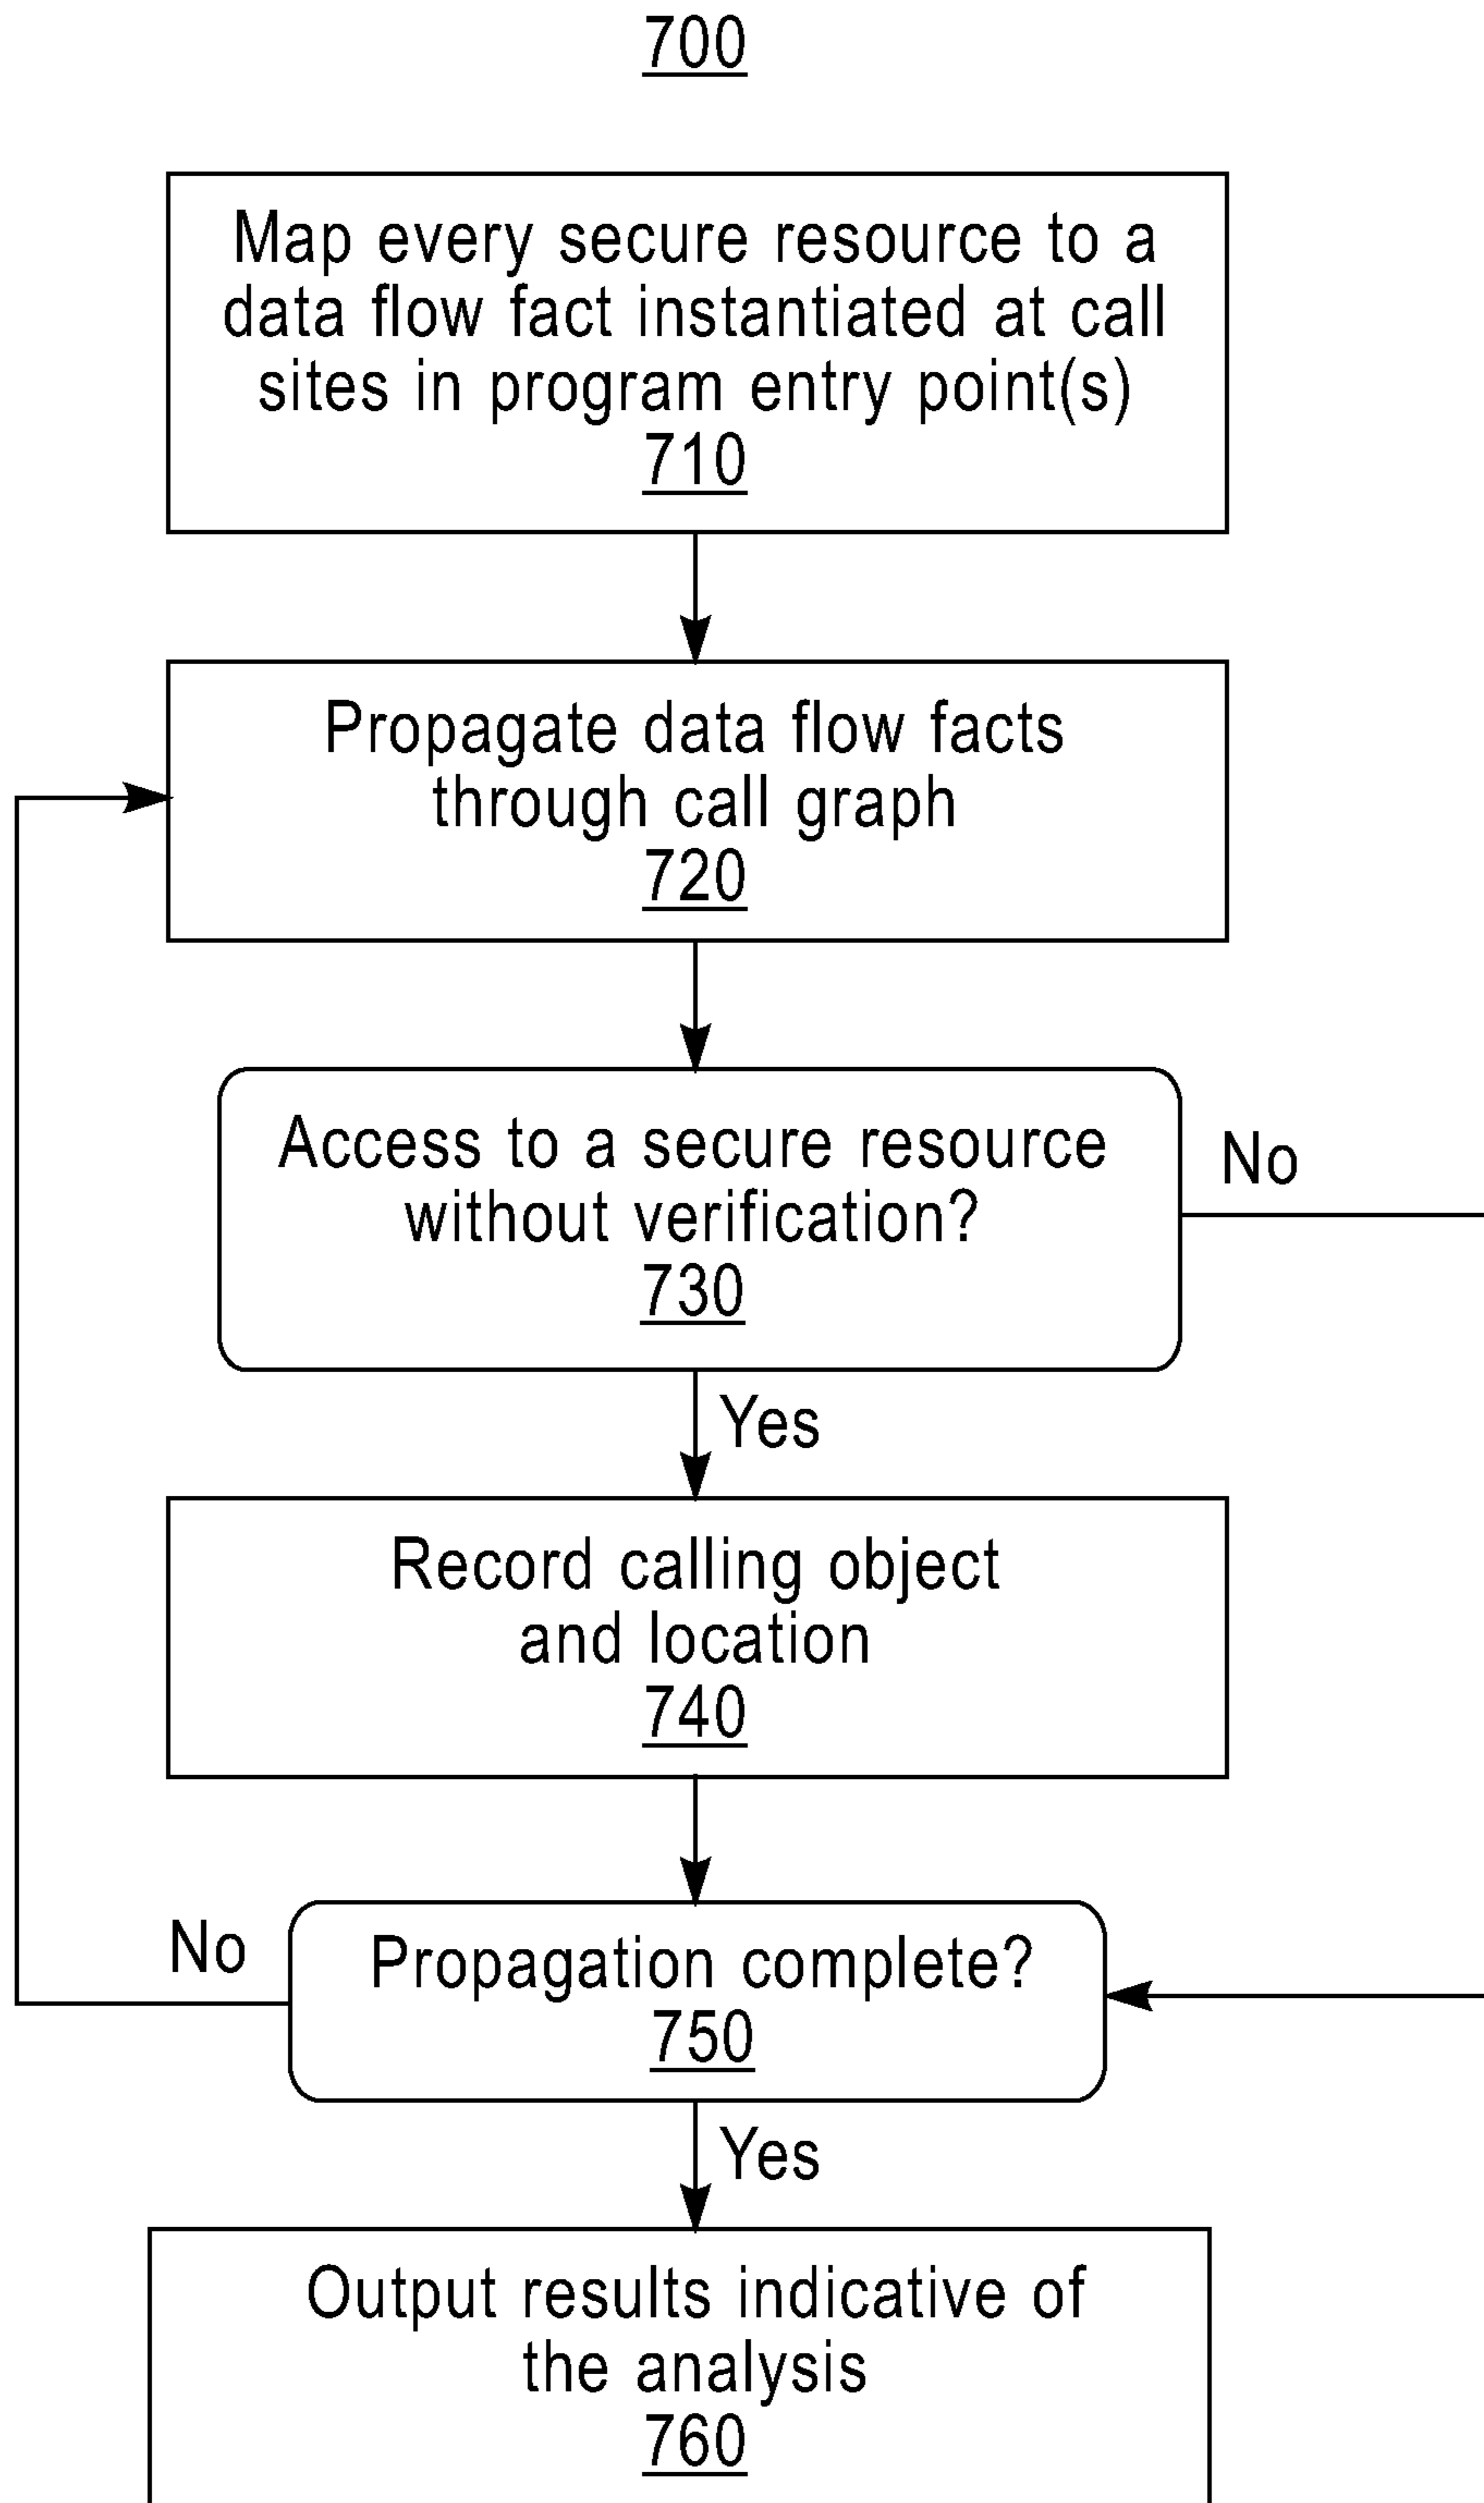 700
Map every secure resource to a
data flow fact instantiated at call
sites in program entry point(s)
710
Propagate data flow facts
through call graph
720
Access to a secure resource
without verification?
730
No
Yes
Record calling object
and location
740
No
Propagation complete?
750
Yes
Output results indicative of
the analysis
760